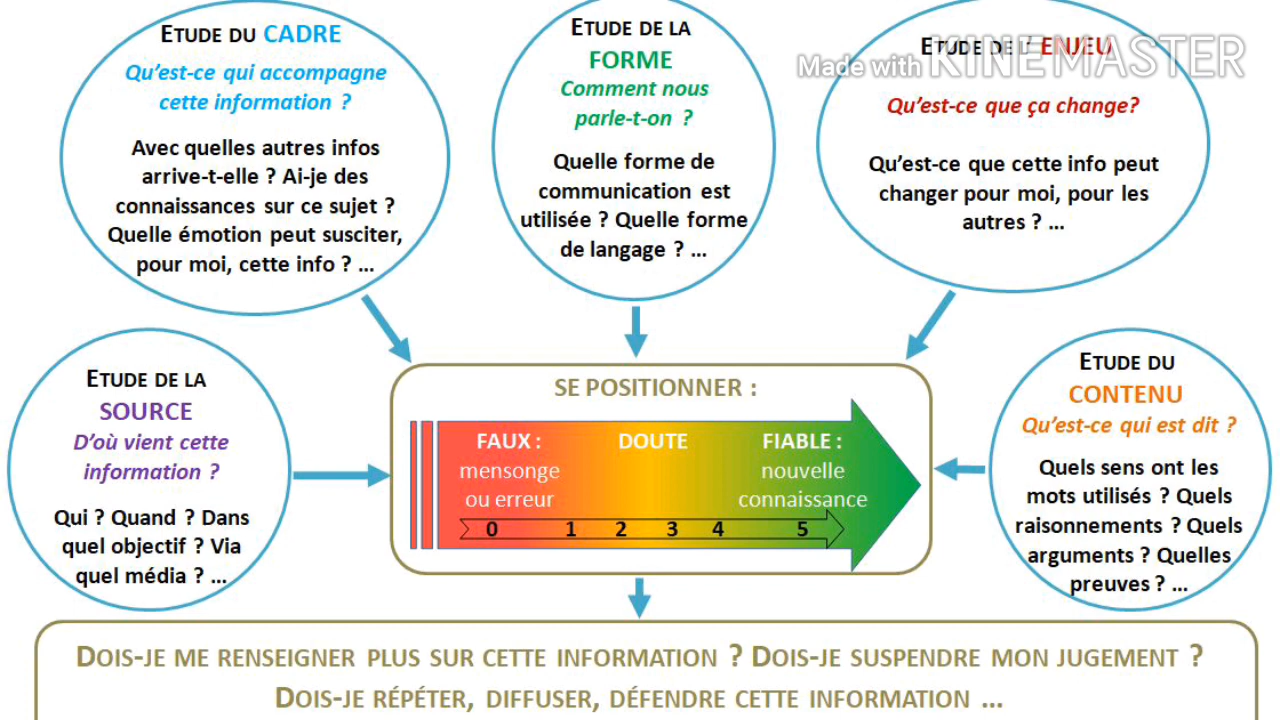 ETUDE DU CADRE
Qu'est-ce qui accompagne
cette information ?
Avec quelles autres infos
arrive-t-elle ? Ai-je des
connaissances sur ce sujet ?
Quelle émotion peut susciter,
pour moi, cette info ? ...
ETUDE DE LA
FORME
Comment nous
parle-t-on ?
Quelle forme de
communication est
utilisée ? Quelle forme
de langage ? ...
ETUDE DE L' ENJEU
Made with KINEMASTER
Qu'est-ce que ça change?
Qu'est-ce que cette info peut
changer pour moi, pour les
autres ? ...
ETUDE DE LA
SOURCE
D'où vient cette
information ?
Qui ? Quand ? Dans
quel objectif ? Via
quel média ? ...
SE POSITIONNER :
FAUX :
mensonge
ou erreur
DOUTE
FIABLE :
nouvelle
connaissance
0 1 2 3 4 5
ETUDE DU
CONTENU
Qu'est-ce qui est dit ?
Quels sens ont les
mots utilisés ? Quels
raisonnements ? Quels
arguments ? Quelles
preuves ? ...
DOIS-JE ME RENSEIGNER PLUS SUR CETTE INFORMATION ? DOIS-JE SUSPENDRE MON JUGEMENT ?
DOIS-JE RÉPÉTER, DIFFUSER, DÉFENDRE CETTE INFORMATION ...